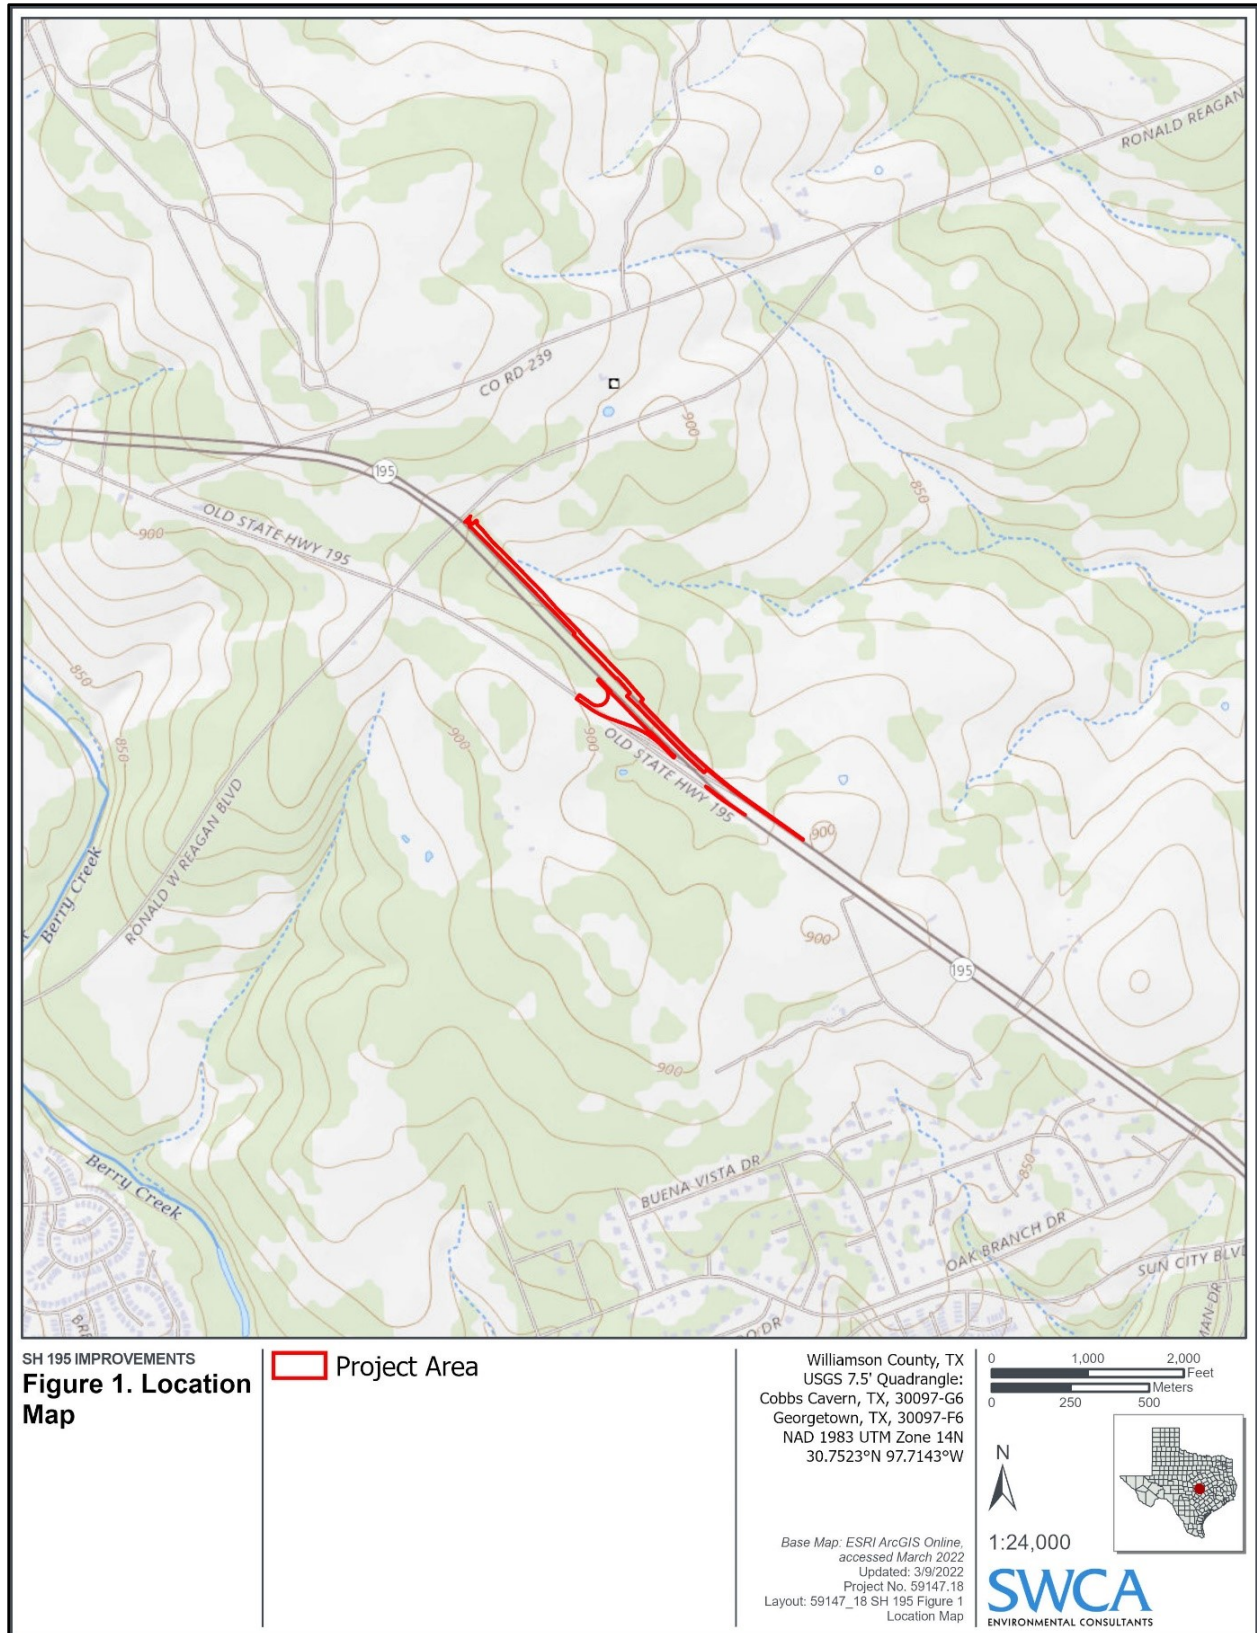 RONALD REAGAN
CO RD 239
900
195
850
OLD STATE HWY 195
900
850
900
900
850
OLD STATE HWY 195
900
RONALD W REAGAN BLVD
Berry Creek
900
195
900
Berry Creek
BUENA VISTA DR
850
OAK BRANCH DR
SUN CITY BLVD
MAN DR
DO DR
BRE
SH 195 IMPROVEMENTS
Figure 1. Location
Map
Project Area
Williamson County, TX
USGS 7.5' Quadrangle:
Cobbs Cavern, TX, 30097-G6
Georgetown, TX, 30097-F6
NAD 1983 UTM Zone 14N
30.7523°N 97.7143°W
Base Map: ESRI ArcGIS Online,
accessed March 2022
Updated: 3/9/2022
Project No. 59147.18
Layout: 59147_18 SH 195 Figure 1
Location Map
0 1,000 2,000
Feet
Meters
0 250 500
N
1:24,000
SWCA
ENVIRONMENTAL CONSULTANTS